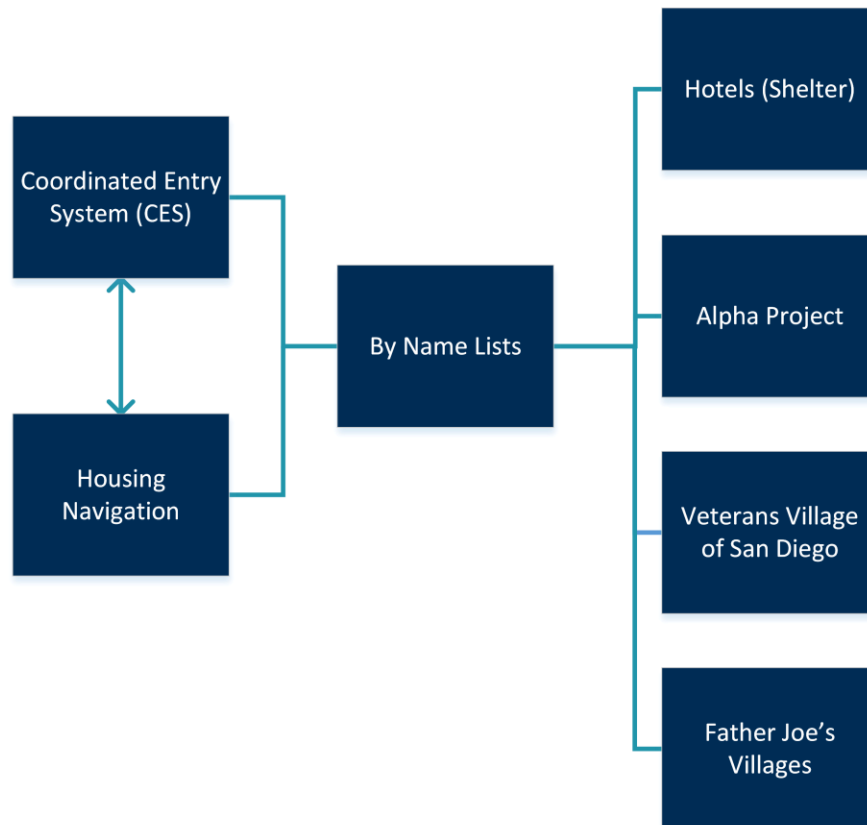 Coordinated Entry
System (CES)
Housing
Navigation
By Name Lists
Hotels (Shelter)
Alpha Project
Veterans Village
of San Diego
Father Joe’s
Villages